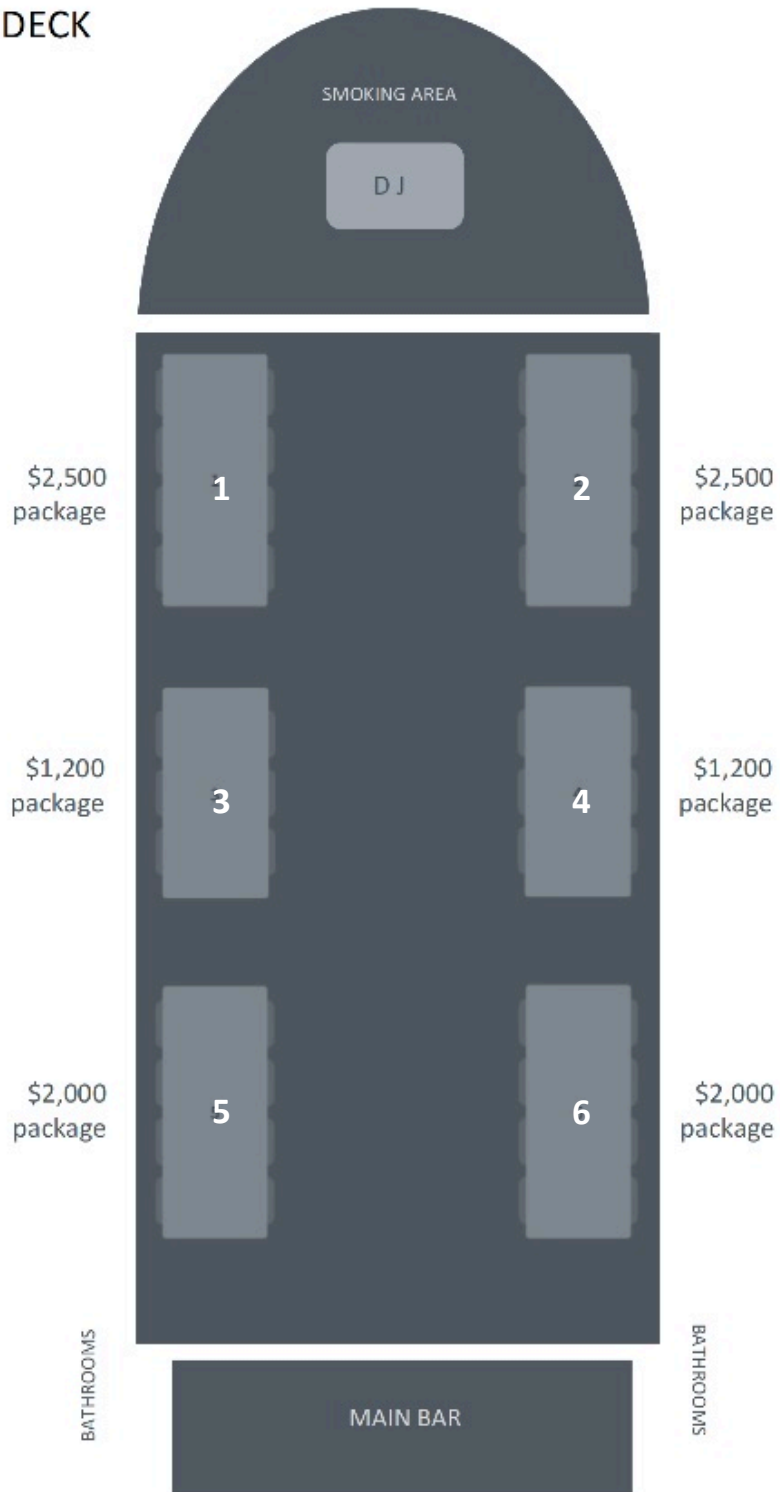 DECK
SMOKING AREA
D J
$2,500
package
1
2
$2,500
package
$1,200
package
3
4
$1,200
package
$2,000
package
5
6
$2,000
package
BATHROOMS
BATHROOMS
MAIN BAR